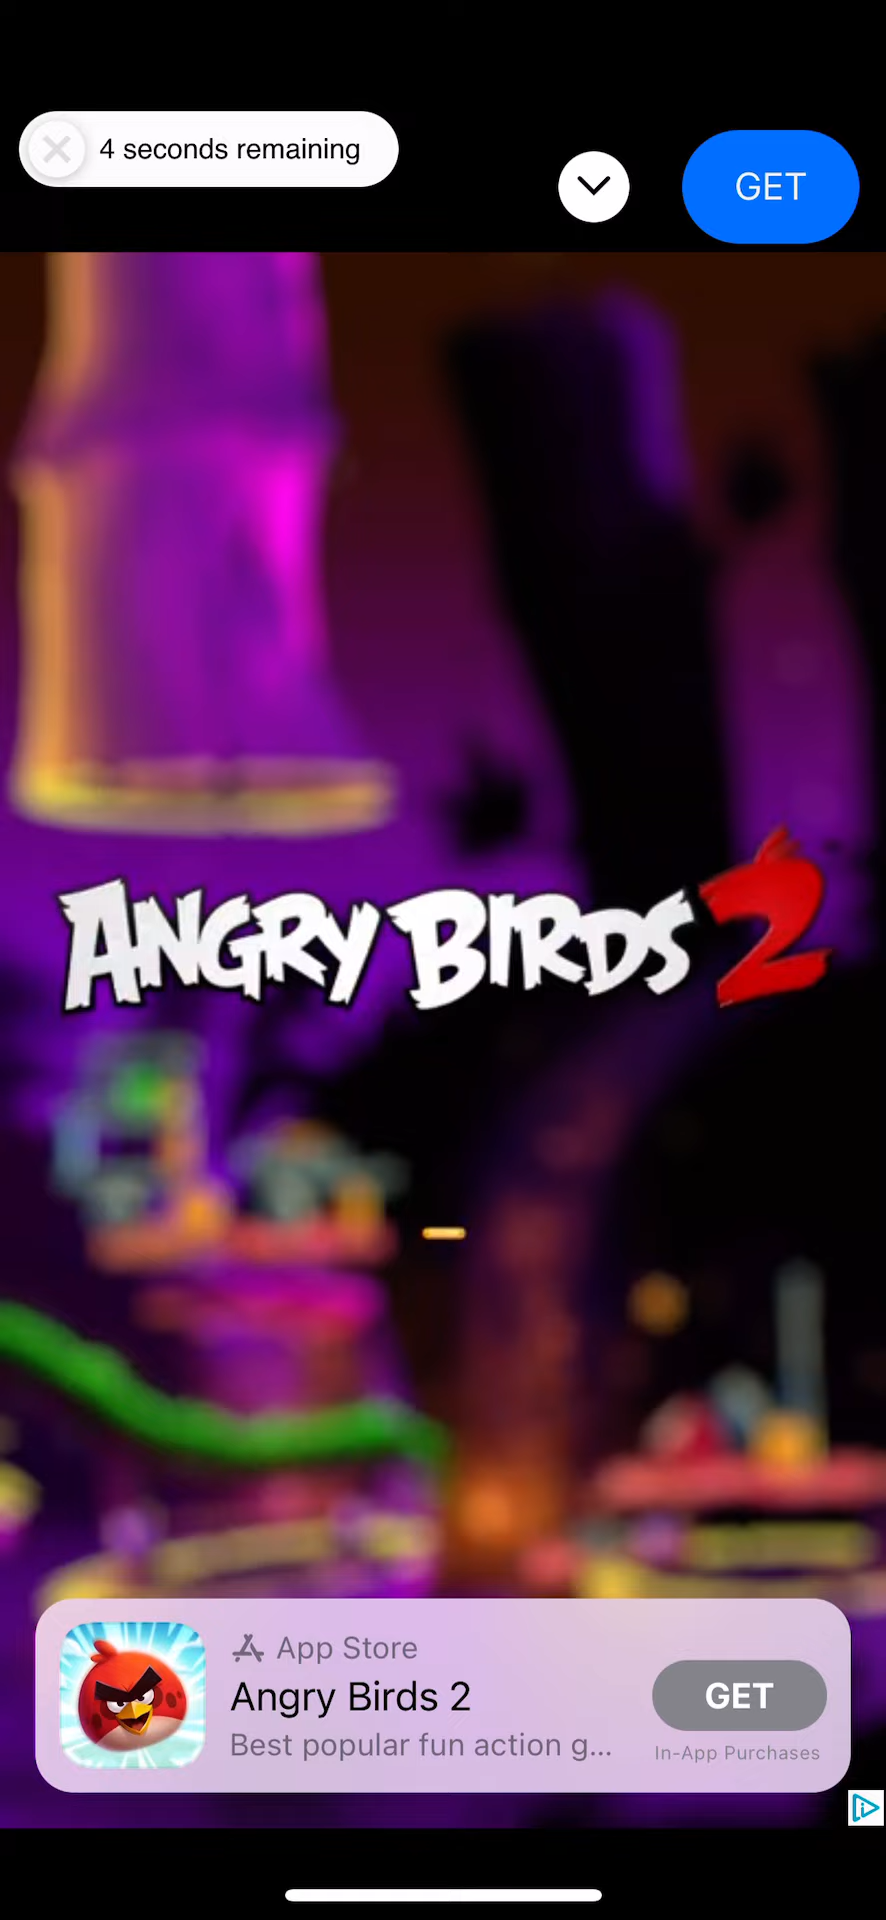 4 seconds remaining
GET
ANGRY BIRDS 2
App Store
Angry Birds 2
Best popular fun action g...
GET
In-App Purchases